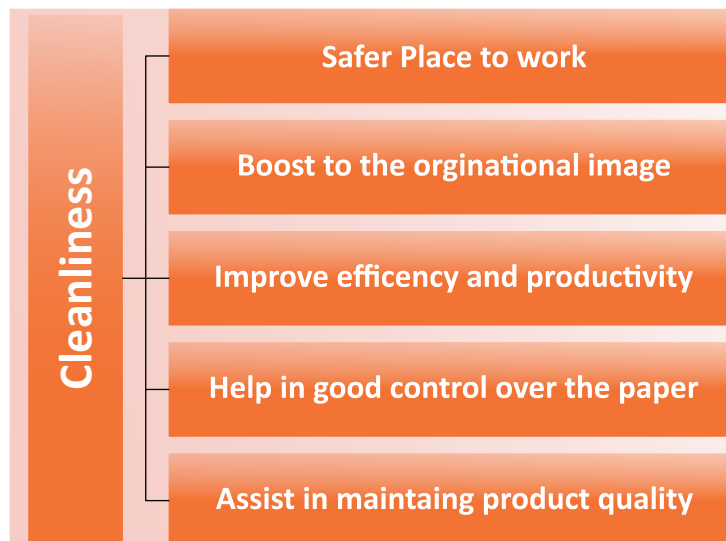 Cleanliness
Safer Place to work
Boost to the orginational image
Improve efficency and productivity
Help in good control over the paper
Assist in maintaing product quality